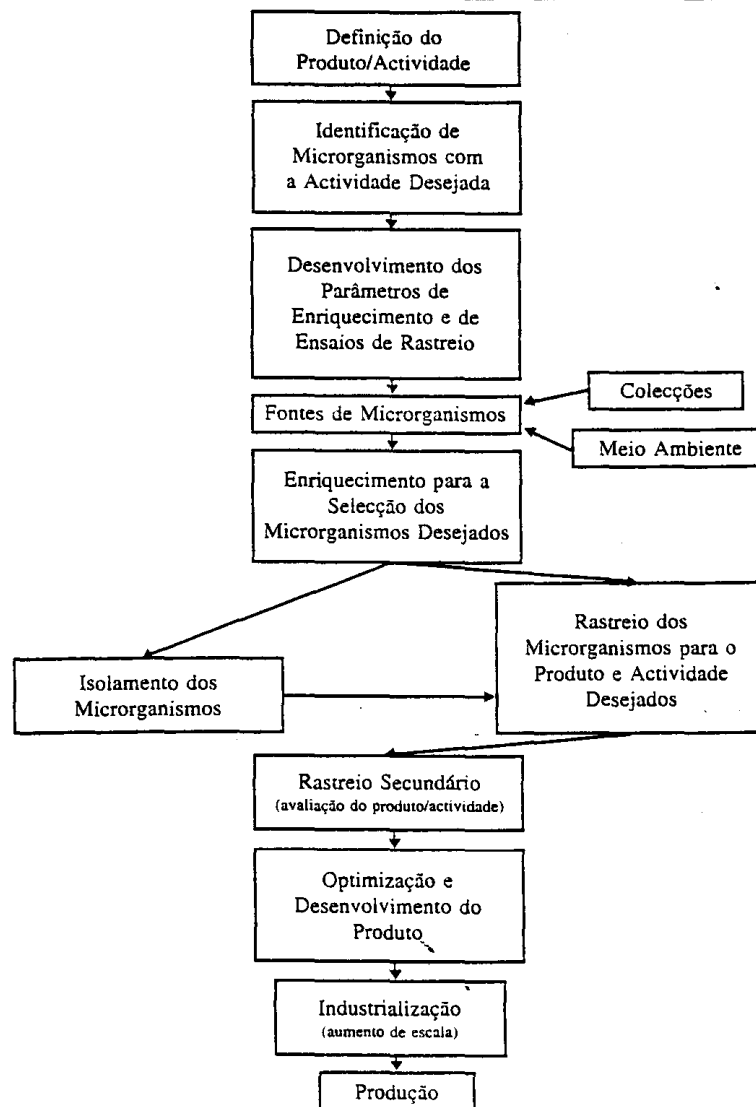 Definição do
Produto/Actividade
Identificação de
Microrganismos com
a Actividade Desejada
Desenvolvimento dos
Parâmetros de
Enriquecimento e de
Ensaios de Rastreio
Colecções
Fontes de Microrganismos
Meio Ambiente
Enriquecimento para a
Selecção dos
Microrganismos Desejados
Rastreio dos
Microrganismos para o
Produto e Actividade
Desejados
Isolamento dos
Microrganismos
Rastreio Secundário
(avaliação do produto/actividade)
Optimização e
Desenvolvimento do
Produto
Industrialização
(aumento de escala)
Produção